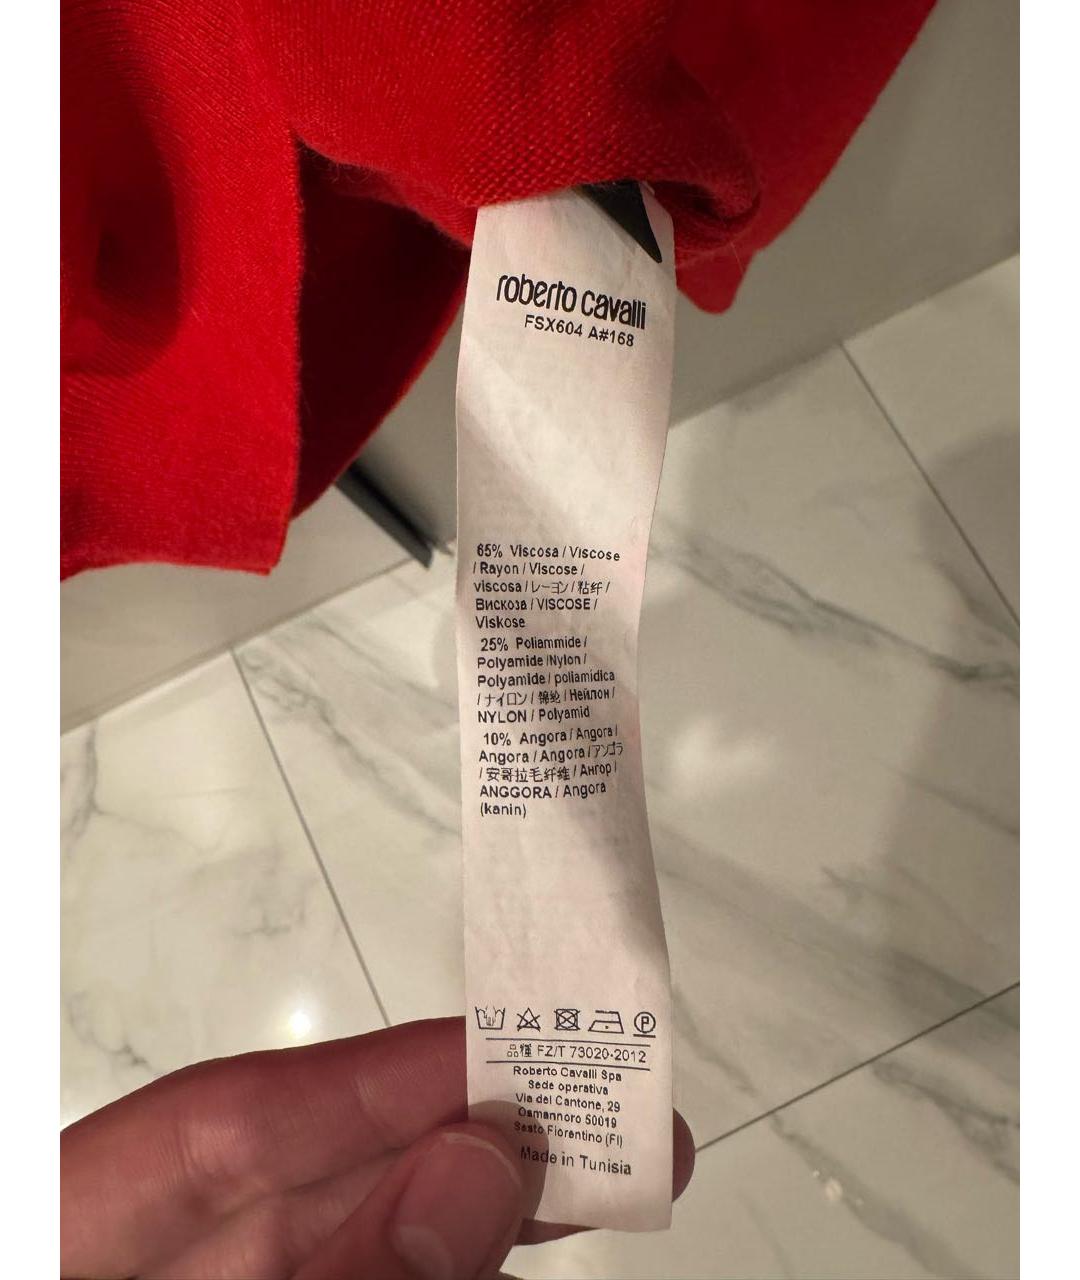 roberto cavalli
FSX604 A#168
65% Viscosa / Viscose
/ Rayon / Viscose /
viscosa / レーヨン / 粘纤 /
Вискоза / VISCOSE /
Viskose
25% Poliammide /
Polyamide /Nylon /
Polyamide / poliamídica
/ ナイロン / 锦纶 / Нейлон /
NYLON / Polyamid
10% Angora / Angora /
Angora / Angora / アンゴラ
/ 安哥拉毛纤维 / Ангор /
ANGGORA / Angora
(kanin)
P
品種 FZ/T 73020-2012
Roberto Cavalli Spa
Sede operativa
Via del Cantone, 29
Osmannoro 50019
Sesto Fiorentino (FI)
Made in Tunisia